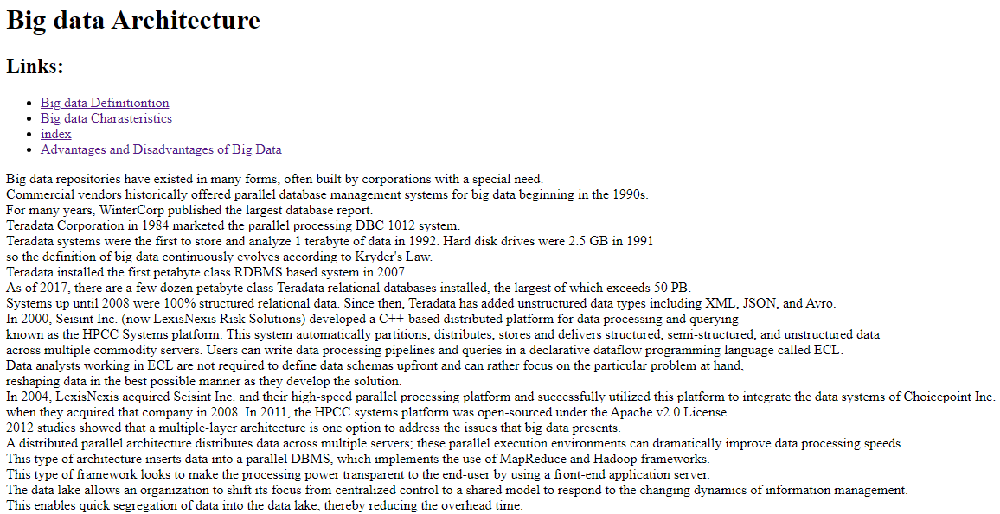 Big data Architecture
Links:
Big data Definitiontion
Big data Charasteristics
index
Advantages and Disadvantages of Big Data
Big data repositories have existed in many forms, often built by corporations with a special need.
Commercial vendors historically offered parallel database management systems for big data beginning in the 1990s.
For many years, WinterCorp published the largest database report.
Teradata Corporation in 1984 marketed the parallel processing DBC 1012 system.
Teradata systems were the first to store and analyze 1 terabyte of data in 1992. Hard disk drives were 2.5 GB in 1991
so the definition of big data continuously evolves according to Kryder's Law.
Teradata installed the first petabyte class RDBMS based system in 2007.
As of 2017, there are a few dozen petabyte class Teradata relational databases installed, the largest of which exceeds 50 PB.
Systems up until 2008 were 100% structured relational data. Since then, Teradata has added unstructured data types including XML, JSON, and Avro.
In 2000, Seisint Inc. (now LexisNexis Risk Solutions) developed a C++-based distributed platform for data processing and querying
known as the HPCC Systems platform. This system automatically partitions, distributes, stores and delivers structured, semi-structured, and unstructured data
across multiple commodity servers. Users can write data processing pipelines and queries in a declarative dataflow programming language called ECL.
Data analysts working in ECL are not required to define data schemas upfront and can rather focus on the particular problem at hand,
reshaping data in the best possible manner as they develop the solution.
In 2004, LexisNexis acquired Seisint Inc. and their high-speed parallel processing platform and successfully utilized this platform to integrate the data systems of Choicepoint Inc.
when they acquired that company in 2008. In 2011, the HPCC systems platform was open-sourced under the Apache v2.0 License.
2012 studies showed that a multiple-layer architecture is one option to address the issues that big data presents.
A distributed parallel architecture distributes data across multiple servers; these parallel execution environments can dramatically improve data processing speeds.
This type of architecture inserts data into a parallel DBMS, which implements the use of MapReduce and Hadoop frameworks.
This type of framework looks to make the processing power transparent to the end-user by using a front-end application server.
The data lake allows an organization to shift its focus from centralized control to a shared model to respond to the changing dynamics of information management.
This enables quick segregation of data into the data lake, thereby reducing the overhead time.